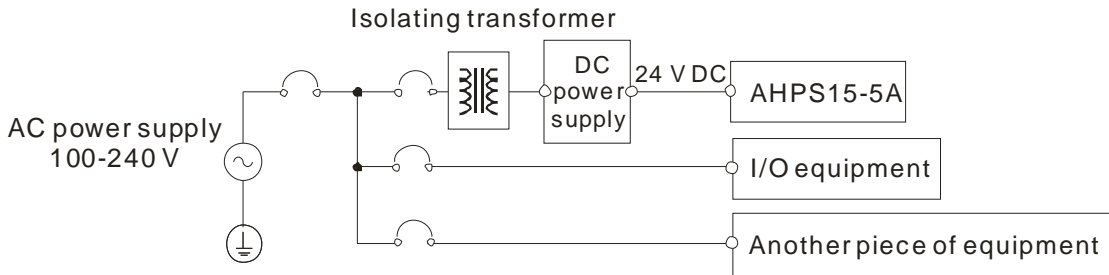 Isolating transformer
DC
power
supply
24 V DC
AHPS15-5A
AC power supply
100-240 V
I/O equipment
Another piece of equipment